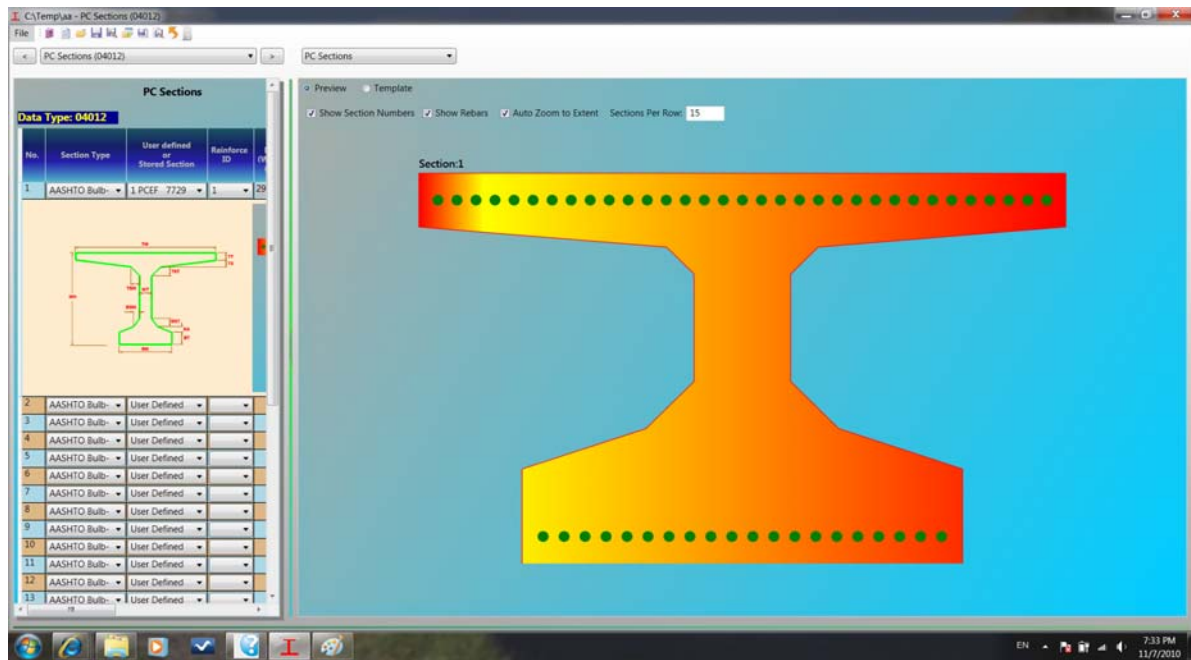 C:\Temp\aa - PC Sections (04012)
File
< PC Sections (04012) > PC Sections
PC Sections
Data Type: 04012
No. Section Type User defined or Stored Section Reinforce ID
1 AASHTO Bulb- 1 PCEF 7729 1 29
2 AASHTO Bulb- User Defined
3 AASHTO Bulb- User Defined
4 AASHTO Bulb- User Defined
5 AASHTO Bulb- User Defined
6 AASHTO Bulb- User Defined
7 AASHTO Bulb- User Defined
8 AASHTO Bulb- User Defined
9 AASHTO Bulb- User Defined
10 AASHTO Bulb- User Defined
11 AASHTO Bulb- User Defined
12 AASHTO Bulb- User Defined
13 AASHTO Bulb- User Defined
Preview Template
Show Section Numbers Show Rebars Auto Zoom to Extent Sections Per Row: 15
Section:1
EN
7:33 PM
11/7/2010